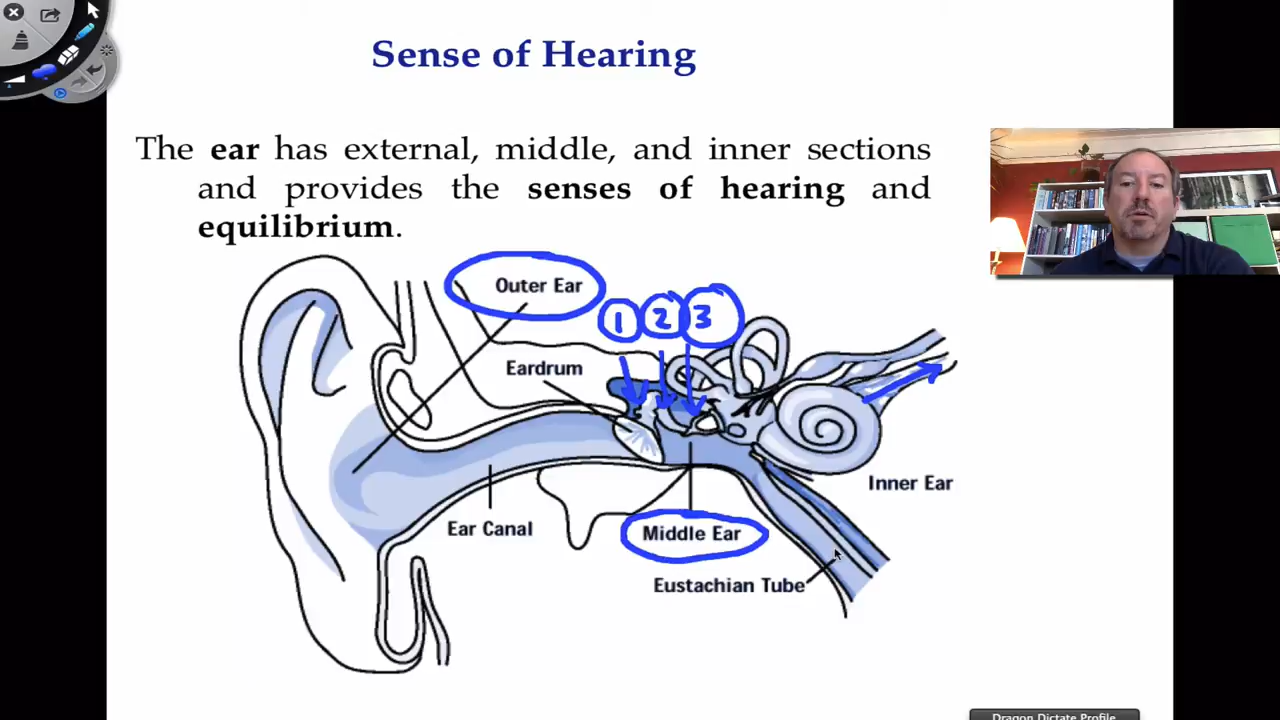 Sense of Hearing
The ear has external, middle, and inner sections
and provides the senses of hearing and
equilibrium.
Outer Ear
1 2 3
Eardrum
Inner Ear
Ear Canal
Middle Ear
Eustachian Tube
Dragon Dictate Profile